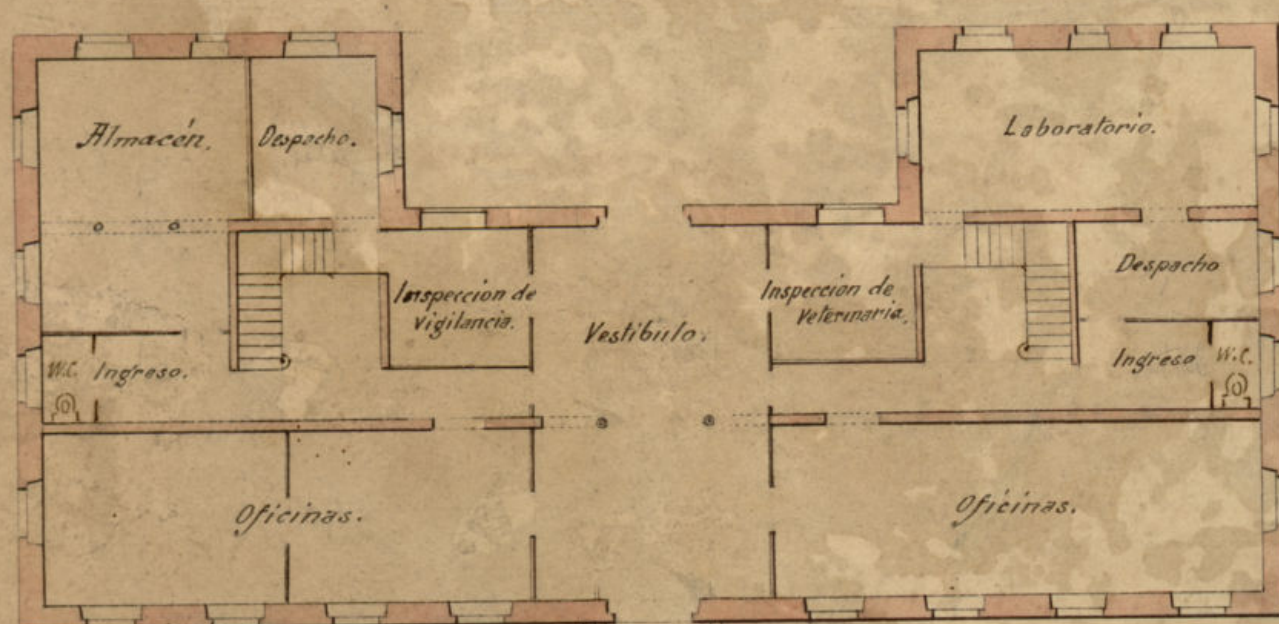 Almacén.
Despacho.
Laboratorio.
Inspeccion de
vigilancia.
Vestibulo.
Inspeccion de
Veterinaria.
Despacho
W.C.
Ingreso.
Ingreso
W.C.
Oficinas.
Oficinas.